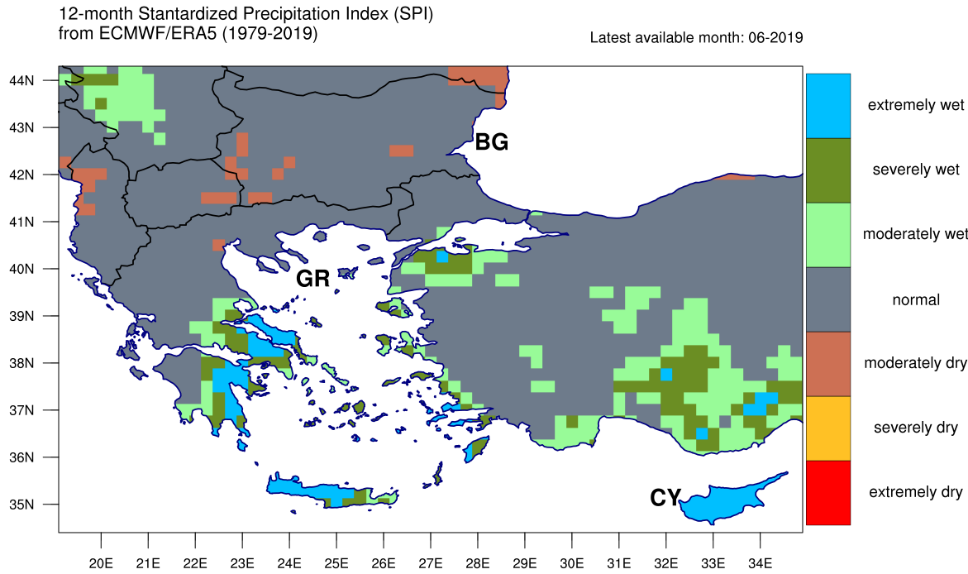 12-month Stantardized Precipitation Index (SPI)
from ECMWF/ERA5 (1979-2019)
Latest available month: 06-2019
44N
43N
42N
41N
40N
39N
38N
37N
36N
35N
BG
GR
CY
20E 21E 22E 23E 24E 25E 26E 27E 28E 29E 30E 31E 32E 33E 34E
extremely wet
severely wet
moderately wet
normal
moderately dry
severely dry
extremely dry